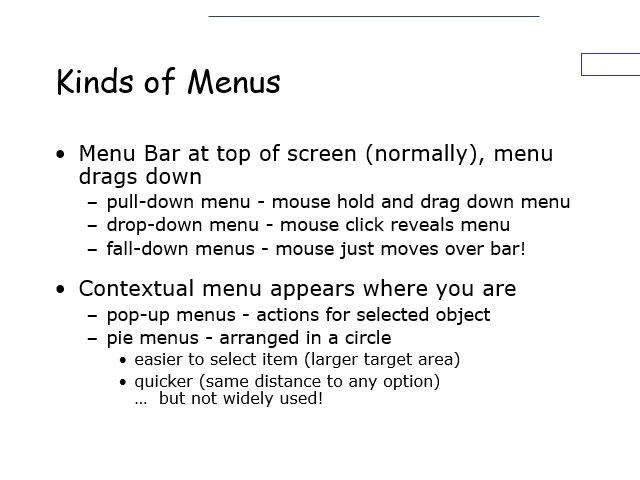 Kinds of Menus
• Menu Bar at top of screen (normally), menu
drags down
– pull-down menu - mouse hold and drag down menu
– drop-down menu - mouse click reveals menu
– fall-down menus - mouse just moves over bar!
• Contextual menu appears where you are
– pop-up menus - actions for selected object
– pie menus - arranged in a circle
• easier to select item (larger target area)
• quicker (same distance to any option)
… but not widely used!